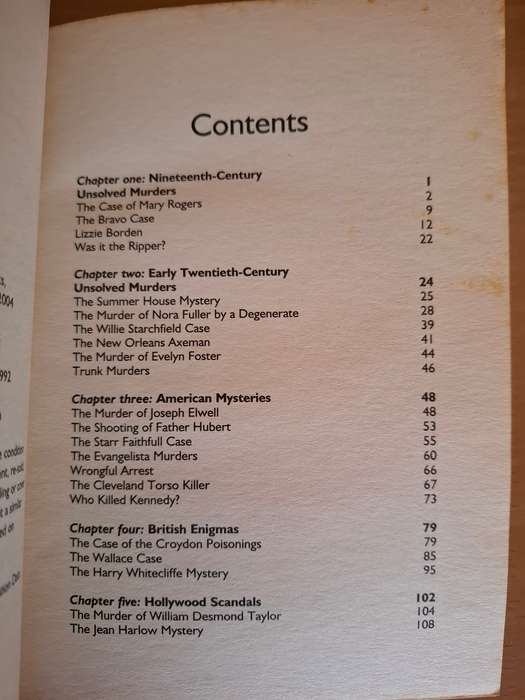 Contents
Chapter one: Nineteenth-Century
Unsolved Murders 1
The Case of Mary Rogers 2
The Bravo Case 9
Lizzie Borden 12
Was it the Ripper? 22
Chapter two: Early Twentieth-Century
Unsolved Murders 24
The Summer House Mystery 25
The Murder of Nora Fuller by a Degenerate 28
The Willie Starchfield Case 39
The New Orleans Axeman 41
The Murder of Evelyn Foster 44
Trunk Murders 46
Chapter three: American Mysteries 48
The Murder of Joseph Elwell 48
The Shooting of Father Hubert 53
The Starr Faithfull Case 55
The Evangelista Murders 60
Wrongful Arrest 66
The Cleveland Torso Killer 67
Who Killed Kennedy? 73
Chapter four: British Enigmas 79
The Case of the Croydon Poisonings 79
The Wallace Case 85
The Harry Whitecliffe Mystery 95
Chapter five: Hollywood Scandals 102
The Murder of William Desmond Taylor 104
The Jean Harlow Mystery 108
2004
1992
condition
a similar